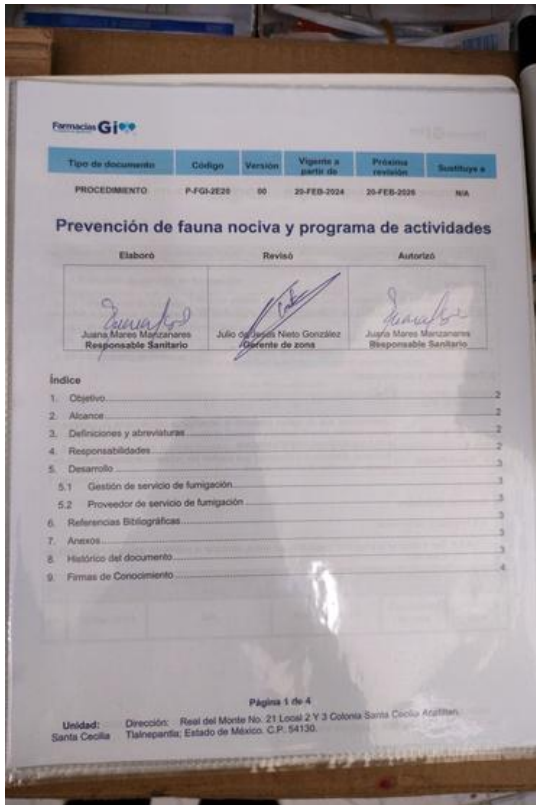 Farmacias Gi
Tipo de documento Código Versión Vigente a partir de Próxima revisión Sustituye a
PROCEDIMIENTO P-FGI-2E20 00 20-FEB-2024 20-FEB-2026 N/A
Prevención de fauna nociva y programa de actividades
Elaboró Revisó Autorizó
Juana Mares Manzanares Julio de Jesús Nieto González Juana Mares Manzanares
Responsable Sanitario Gerente de zona Responsable Sanitario
Índice
1. Objetivo 2
2. Alcance 2
3. Definiciones y abreviaturas 2
4. Responsabilidades 2
5. Desarrollo 3
5.1 Gestión de servicio de fumigación 3
5.2 Proveedor de servicio de fumigación 3
6. Referencias Bibliográficas 3
7. Anexos 3
8. Histórico del documento 3
9. Firmas de Conocimiento 4
Página 1 de 4
Unidad: Dirección: Real del Monte No. 21 Local 2 Y 3 Colonia Santa Cecilia
Santa Cecilia Tlalnepantla; Estado de México. C.P. 54130.